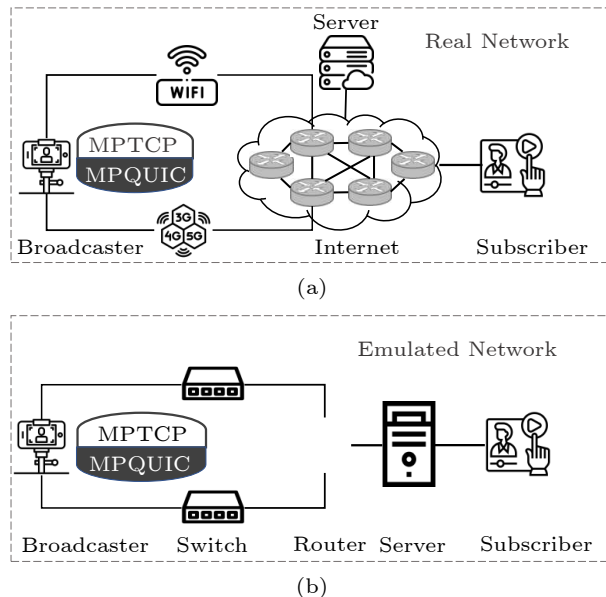 Server
Real Network
WIFI
MPTCP
MPQUIC
3G
4G 5G
Broadcaster
Internet
Subscriber
(a)
Emulated Network
MPTCP
MPQUIC
Broadcaster
Switch
Router
Server
Subscriber
(b)